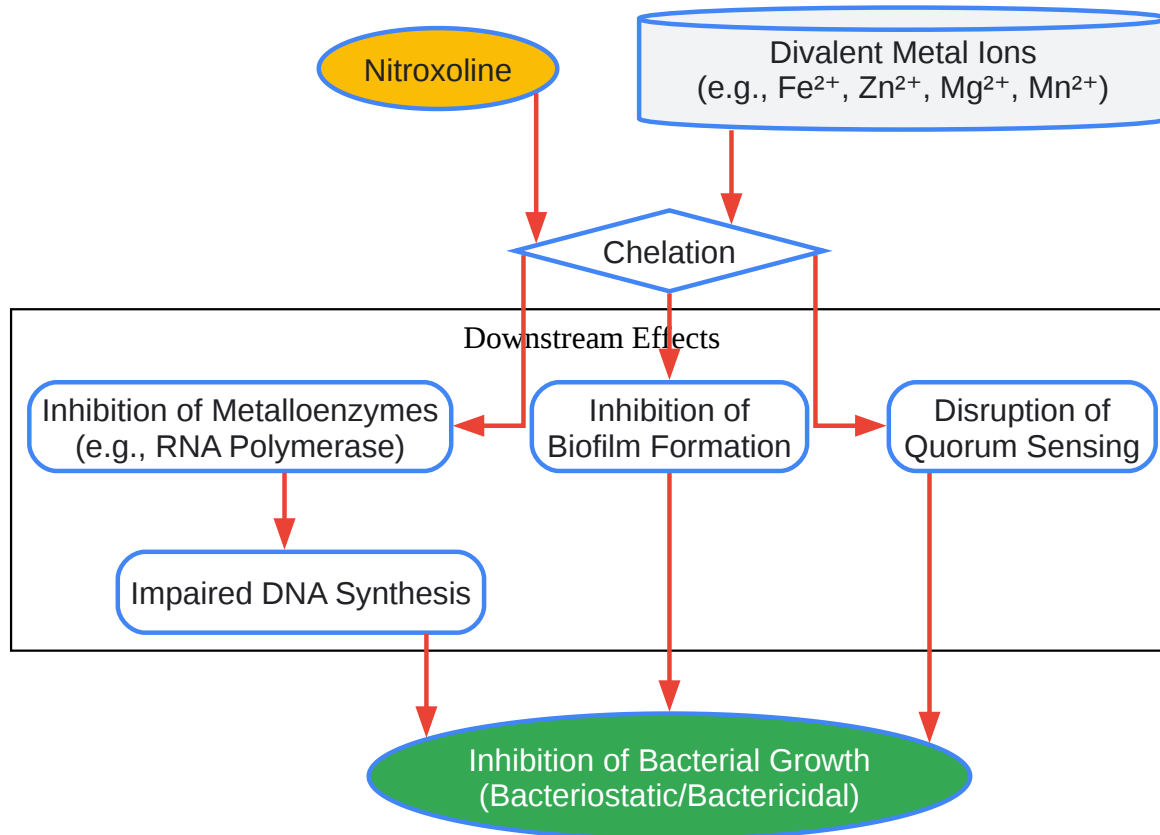 Nitroxoline
Divalent Metal Ions
(e.g., Fe²⁺, Zn²⁺, Mg²⁺, Mn²⁺)
Chelation
Downstream Effects
Inhibition of Metalloenzymes
(e.g., RNA Polymerase)
Inhibition of
Biofilm Formation
Disruption of
Quorum Sensing
Impaired DNA Synthesis
Inhibition of Bacterial Growth
(Bacteriostatic/Bactericidal)